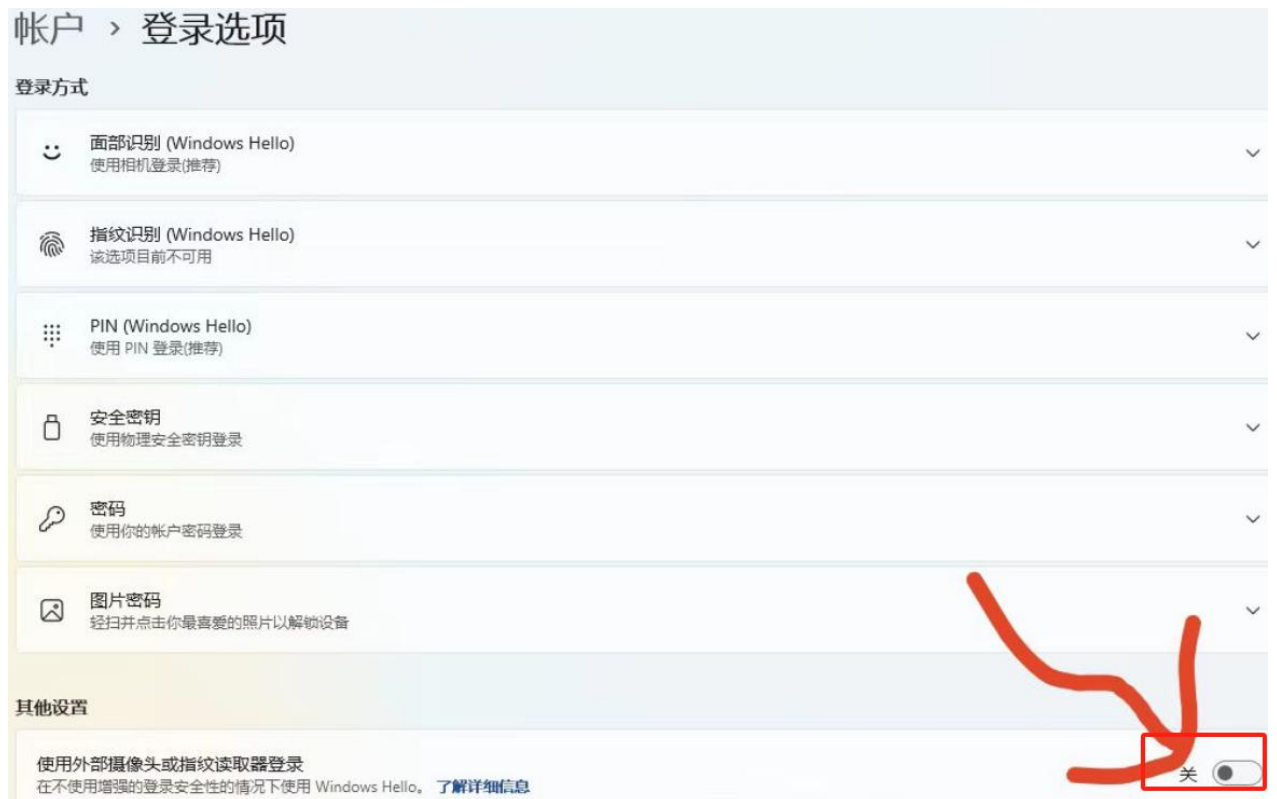 帐户 › 登录选项
登录方式
面部识别 (Windows Hello)
使用相机登录(推荐)
指纹识别 (Windows Hello)
该选项目前不可用
PIN (Windows Hello)
使用 PIN 登录(推荐)
安全密钥
使用物理安全密钥登录
密码
使用你的帐户密码登录
图片密码
轻扫并点击你最喜爱的照片以解锁设备
其他设置
使用外部摄像头或指纹读取器登录
关
在不使用增强的登录安全性的情况下使用 Windows Hello。 了解详细信息